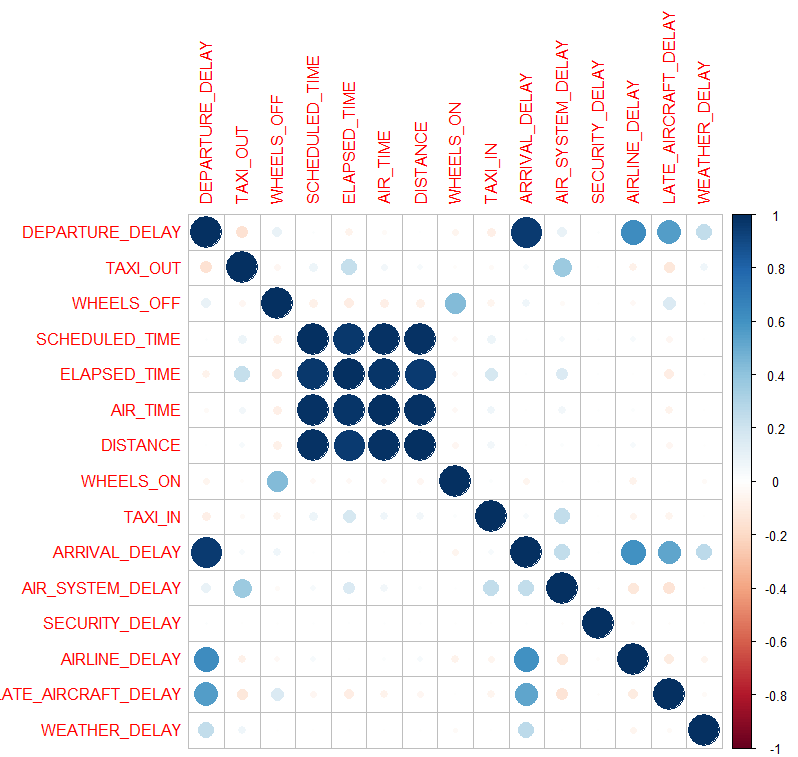 DEPARTURE_DELAY
TAXI_OUT
WHEELS_OFF
SCHEDULED_TIME
ELAPSED_TIME
AIR_TIME
DISTANCE
WHEELS_ON
TAXI_IN
ARRIVAL_DELAY
AIR_SYSTEM_DELAY
SECURITY_DELAY
AIRLINE_DELAY
LATE_AIRCRAFT_DELAY
WEATHER_DELAY
DEPARTURE_DELAY
TAXI_OUT
WHEELS_OFF
SCHEDULED_TIME
ELAPSED_TIME
AIR_TIME
DISTANCE
WHEELS_ON
TAXI_IN
ARRIVAL_DELAY
AIR_SYSTEM_DELAY
SECURITY_DELAY
AIRLINE_DELAY
ATE_AIRCRAFT_DELAY
WEATHER_DELAY
1
0.8
0.6
0.4
0.2
0
-0.2
-0.4
-0.6
-0.8
-1